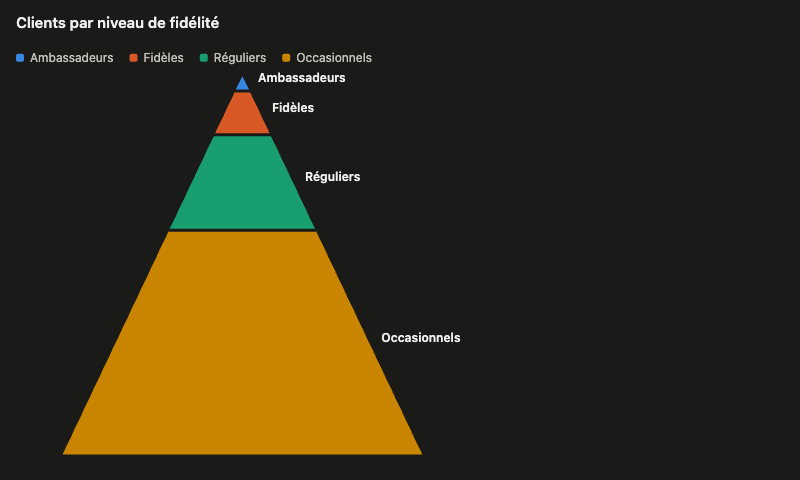 Clients par niveau de fidélité
Ambassadeurs Fidèles Réguliers Occasionnels
Ambassadeurs
Fidèles
Réguliers
Occasionnels